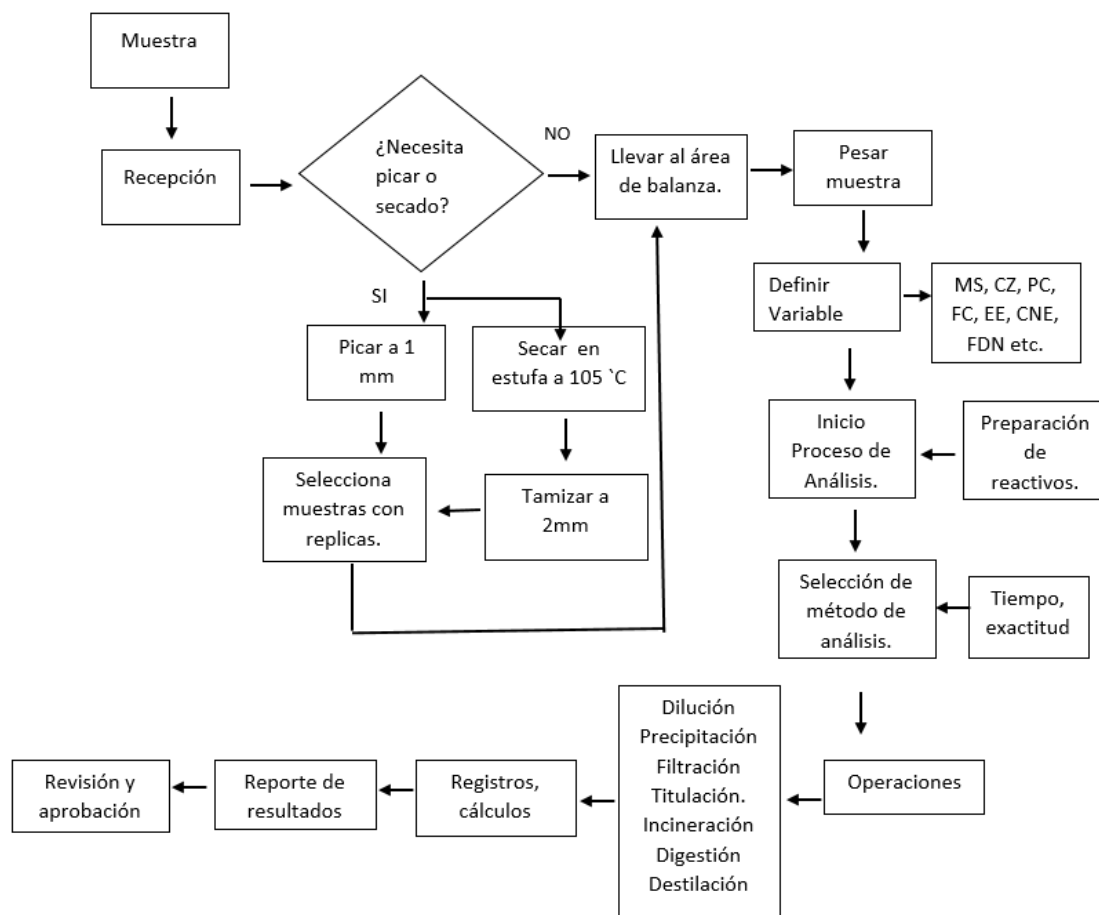 Muestra
Recepción
¿Necesita
picar o
secado?
NO
Llevar al área
de balanza.
Pesar
muestra
SI
Picar a 1
mm
Secar en
estufa a 105 `C
Definir
Variable
MS, CZ, PC,
FC, EE, CNE,
FDN etc.
Selecciona
muestras con
replicas.
Tamizar a
2mm
Inicio
Proceso de
Análisis.
Preparación
de
reactivos.
Selección de
método de
análisis.
Tiempo,
exactitud
Operaciones
Dilución
Precipitación
Filtración
Titulación.
Incineración
Digestión
Destilación
Registros,
cálculos
Reporte de
resultados
Revisión y
aprobación